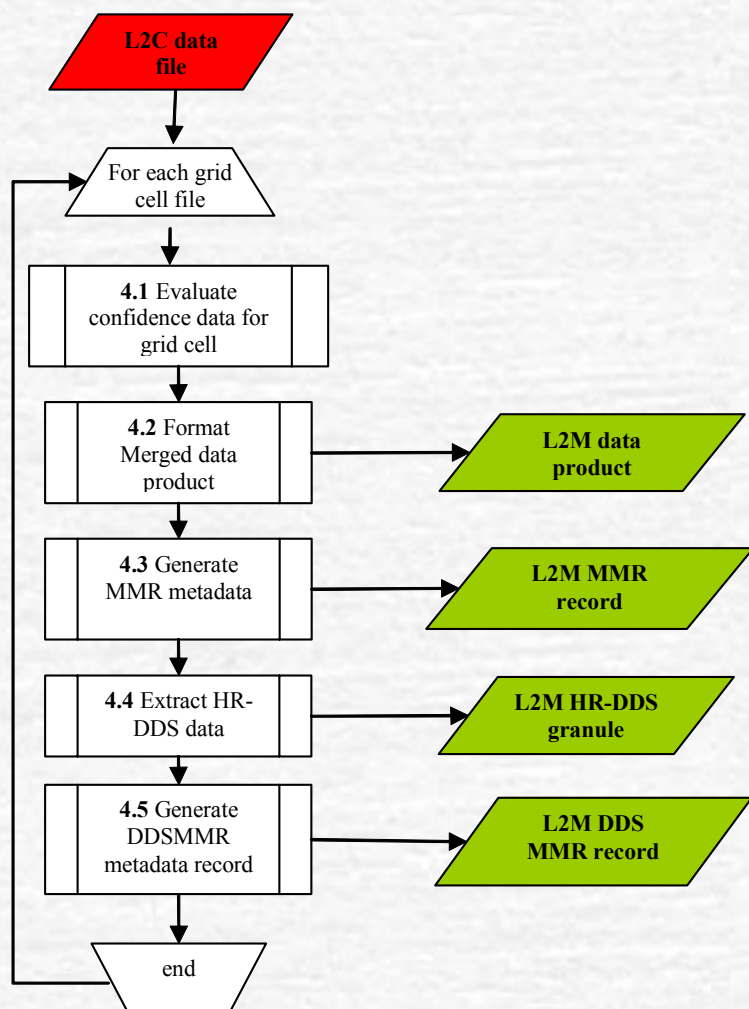 L2C data
file
For each grid
cell file
4.1 Evaluate
confidence data for
grid cell
4.2 Format
Merged data
product
L2M data
product
4.3 Generate
MMR metadata
L2M MMR
record
4.4 Extract HR-
DDS data
L2M HR-DDS
granule
4.5 Generate
DDSMMR
metadata record
L2M DDS
MMR record
end